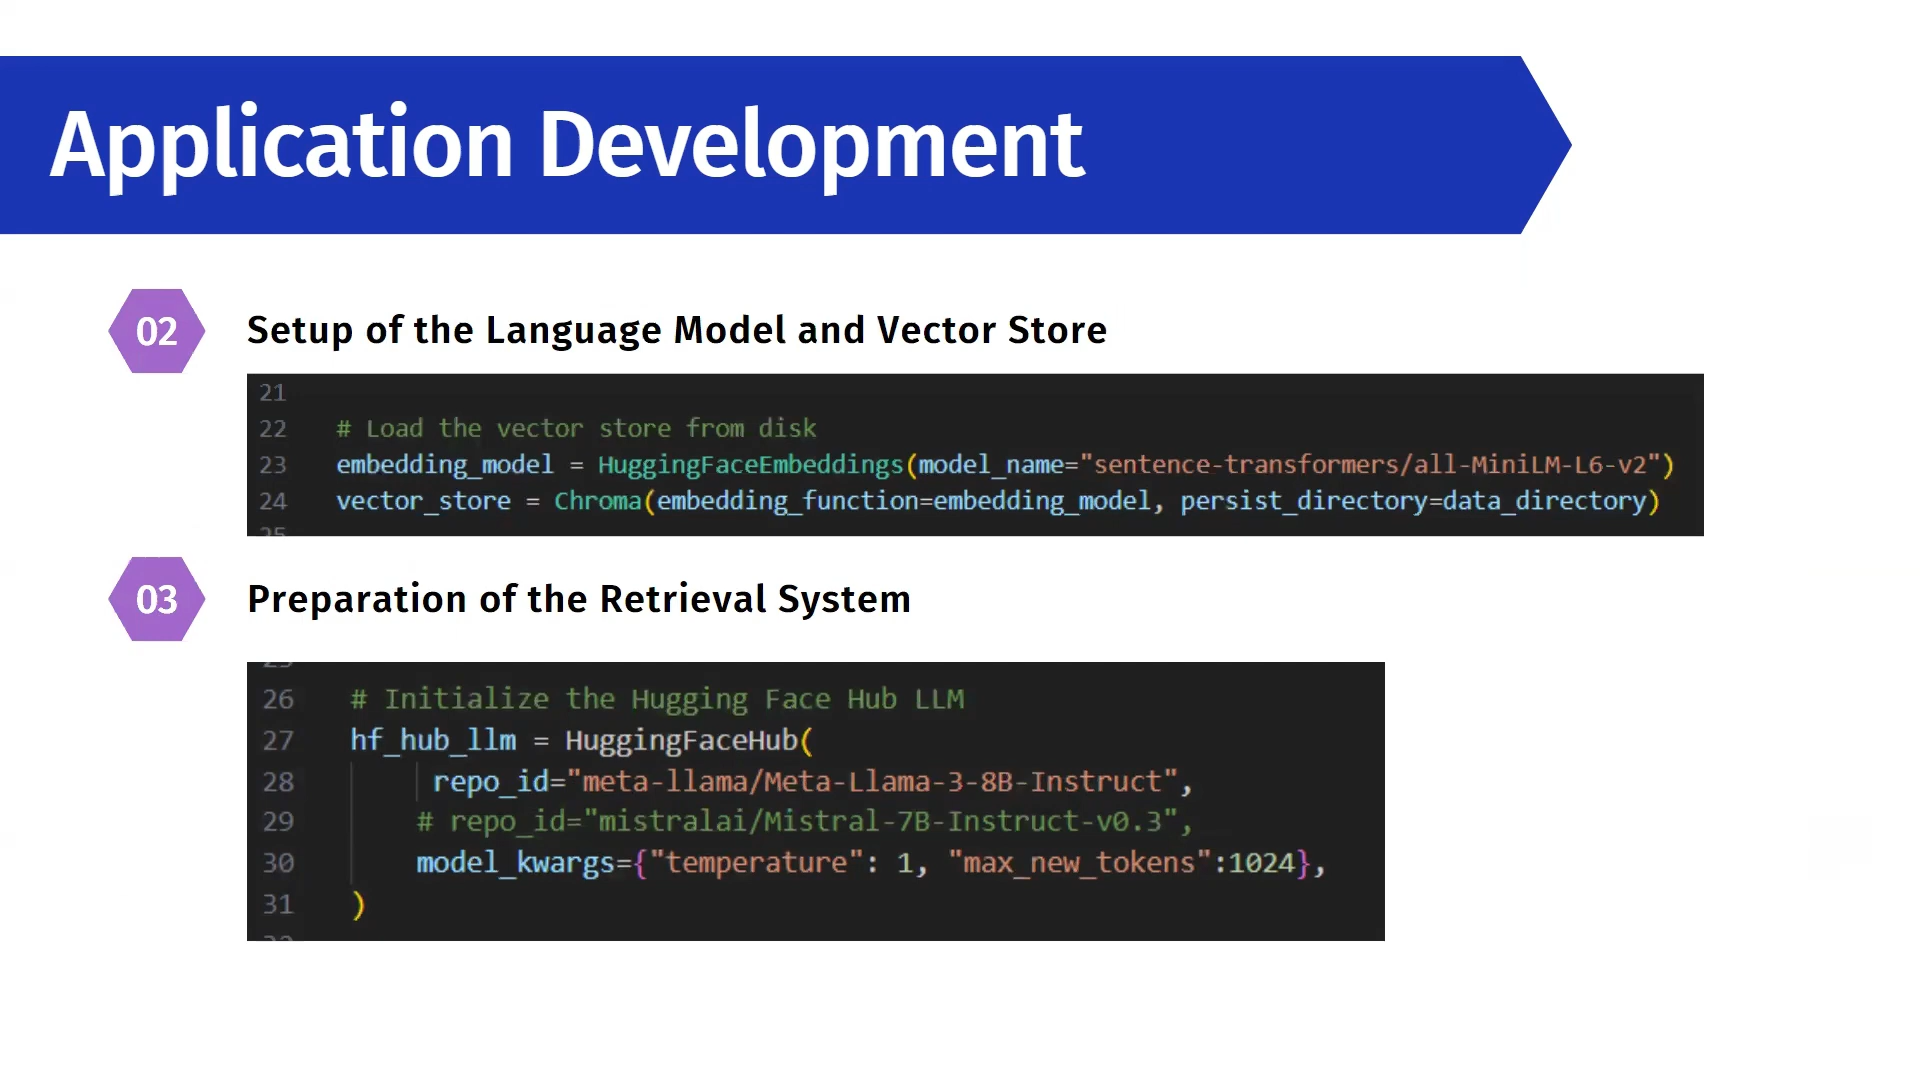 Application Development
02
Setup of the Language Model and Vector Store
21
22 # Load the vector store from disk
23 embedding_model = HuggingFaceEmbeddings(model_name="sentence-transformers/all-MiniLM-L6-v2")
24 vector_store = Chroma(embedding_function=embedding_model, persist_directory=data_directory)
25
03
Preparation of the Retrieval System
25
26 # Initialize the Hugging Face Hub LLM
27 hf_hub_llm = HuggingFaceHub(
28 repo_id="meta-llama/Meta-Llama-3-8B-Instruct",
29 # repo_id="mistralai/Mistral-7B-Instruct-v0.3",
30 model_kwargs={"temperature": 1, "max_new_tokens":1024},
31 )
32